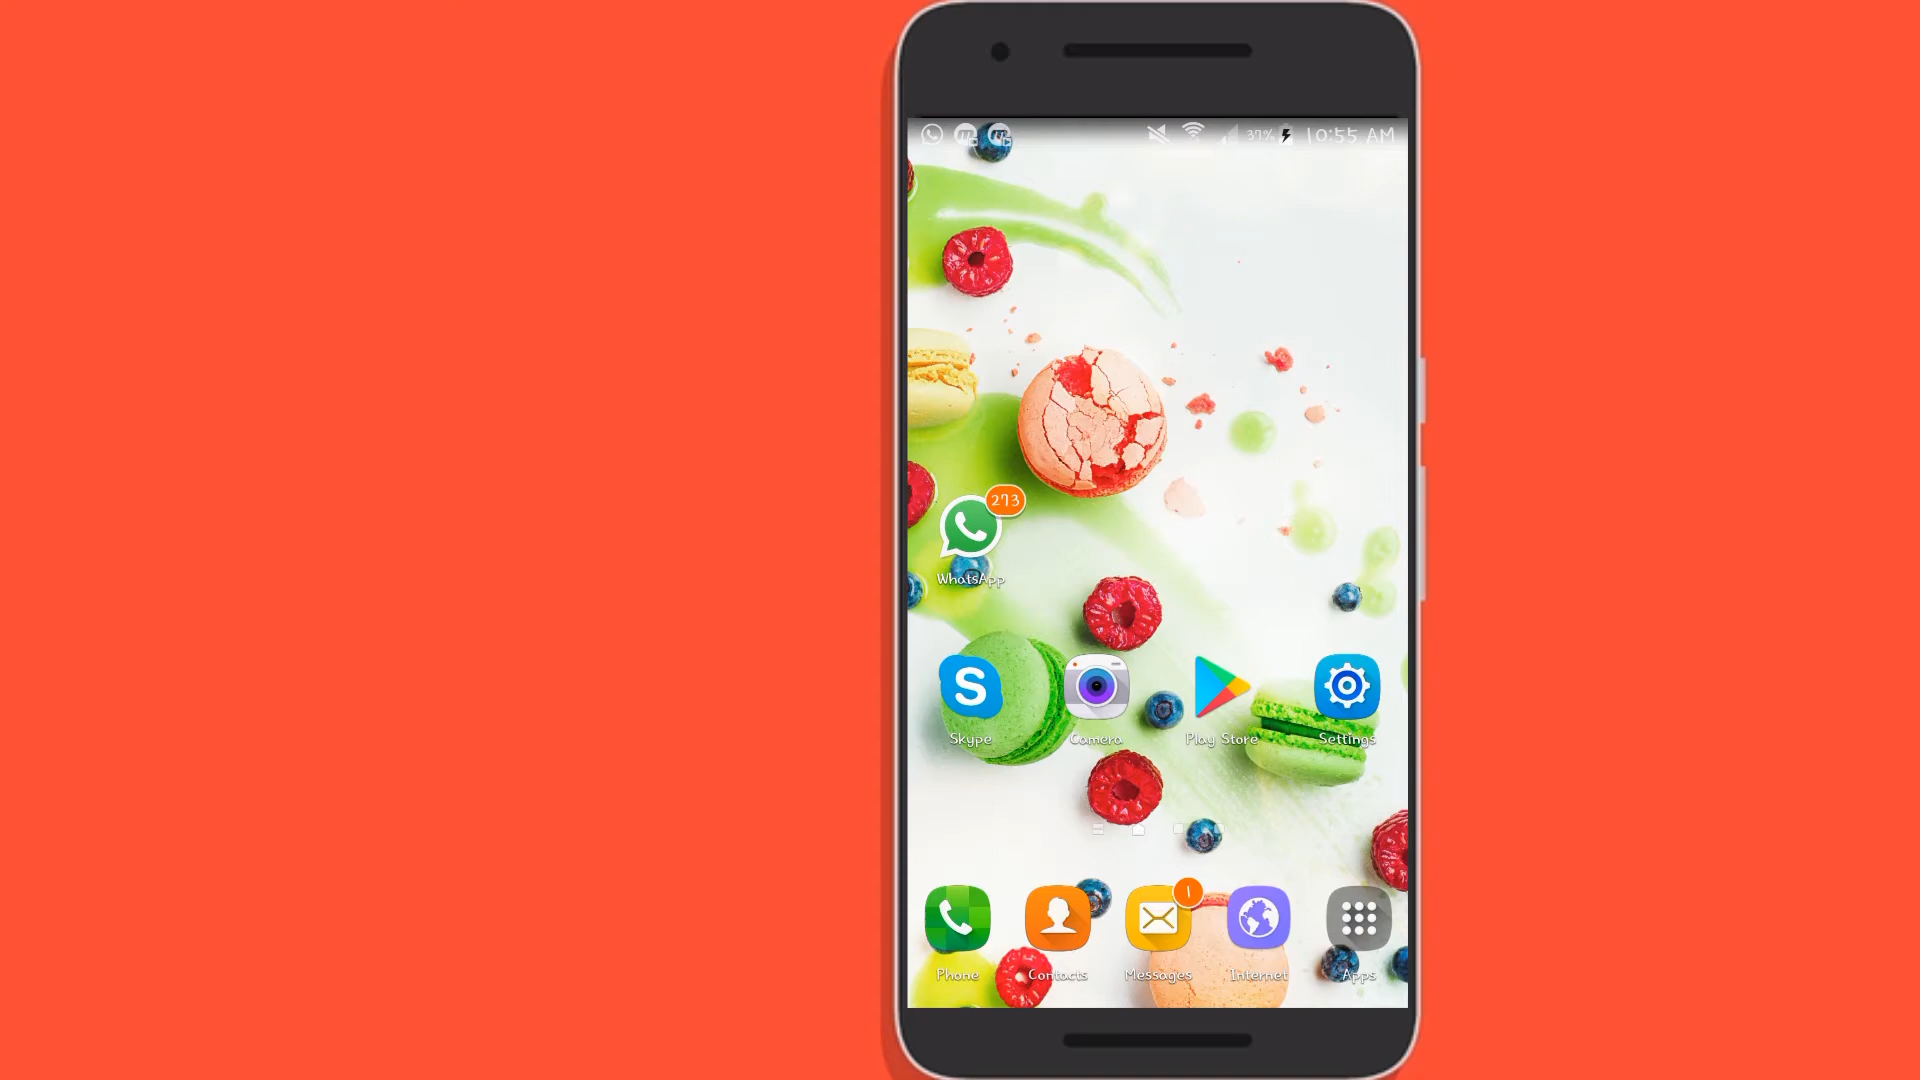 37% 10:55 AM
273
WhatsApp
S
Skype Camera Play Store Settings
1
Phone Contacts Messages Internet Apps